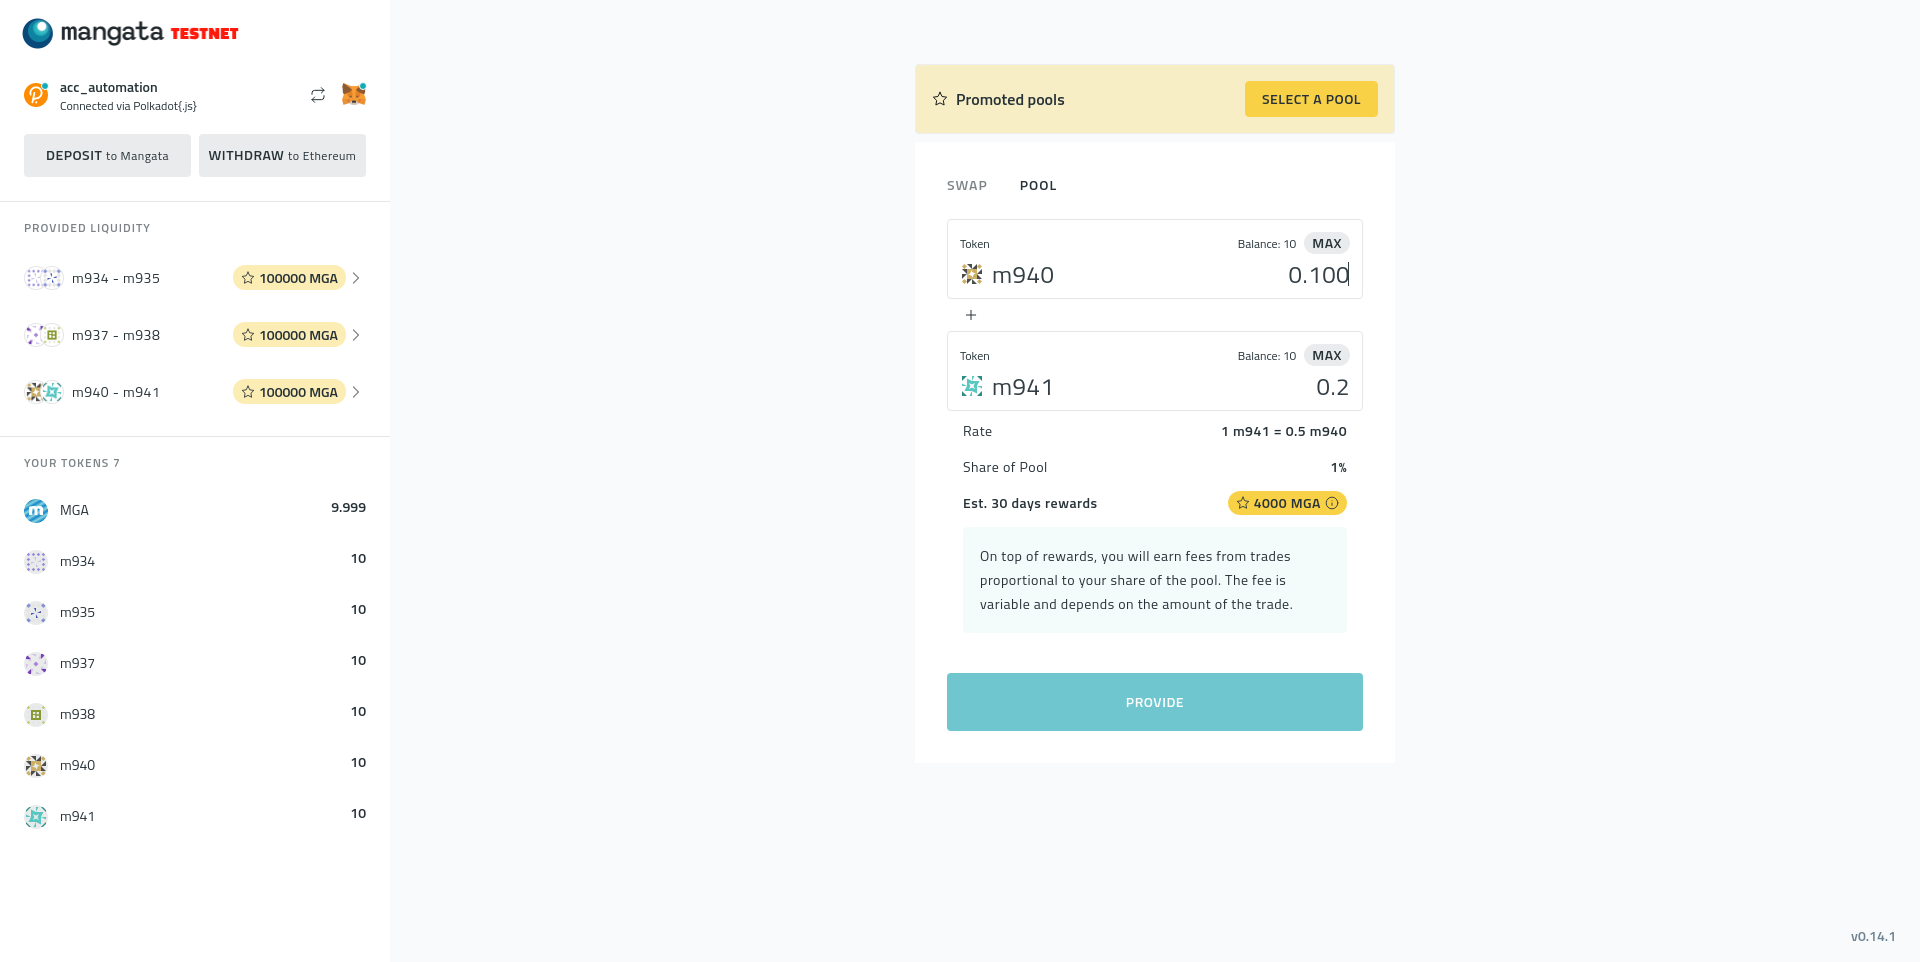 mangata TESTNET
acc_automation
Connected via Polkadot{.js}
DEPOSIT to Mangata
WITHDRAW to Ethereum
PROVIDED LIQUIDITY
m934 - m935
100000 MGA
m937 - m938
100000 MGA
m940 - m941
100000 MGA
YOUR TOKENS 7
MGA 9.999
m934 10
m935 10
m937 10
m938 10
m940 10
m941 10
Promoted pools
SELECT A POOL
SWAP POOL
Token Balance: 10 MAX
m940 0.100
+
Token Balance: 10 MAX
m941 0.2
Rate 1 m941 = 0.5 m940
Share of Pool 1%
Est. 30 days rewards 4000 MGA
On top of rewards, you will earn fees from trades
proportional to your share of the pool. The fee is
variable and depends on the amount of the trade.
PROVIDE
v0.14.1